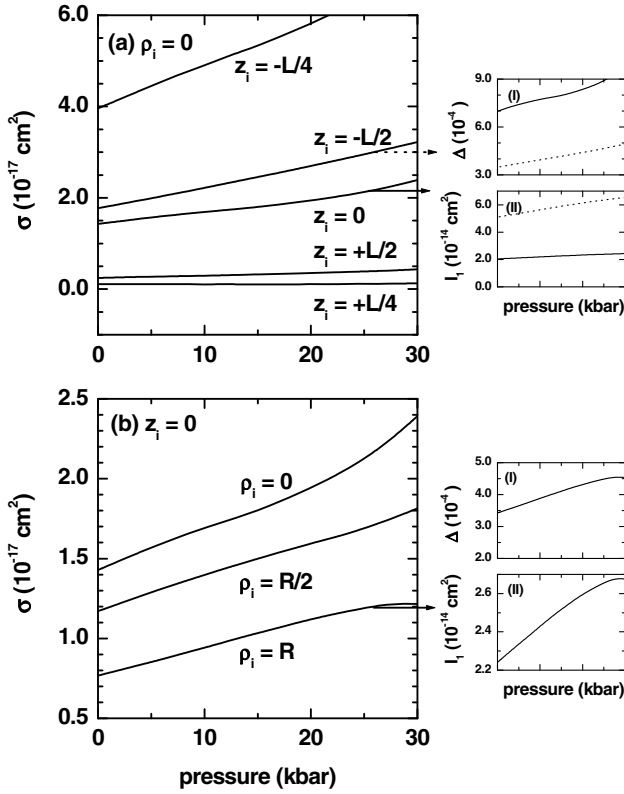 (a) ρi = 0
6.0
4.0
2.0
0.0
σ (10-17 cm2)
zi = -L/4
zi = -L/2
zi = 0
zi = +L/2
zi = +L/4
0 10 20 30
(I)
9.0
6.0
3.0
Δ (10-4)
(II)
6.0
4.0
2.0
0
I1 (10-14 cm2)
pressure (kbar)
(b) zi = 0
2.5
2.0
1.5
1.0
0.5
σ (10-17 cm2)
ρi = 0
ρi = R/2
ρi = R
0 10 20 30
pressure (kbar)
(I)
5.0
4.0
3.0
2.0
Δ (10-4)
(II)
2.6
2.4
2.2
I1 (10-14 cm2)
pressure (kbar)